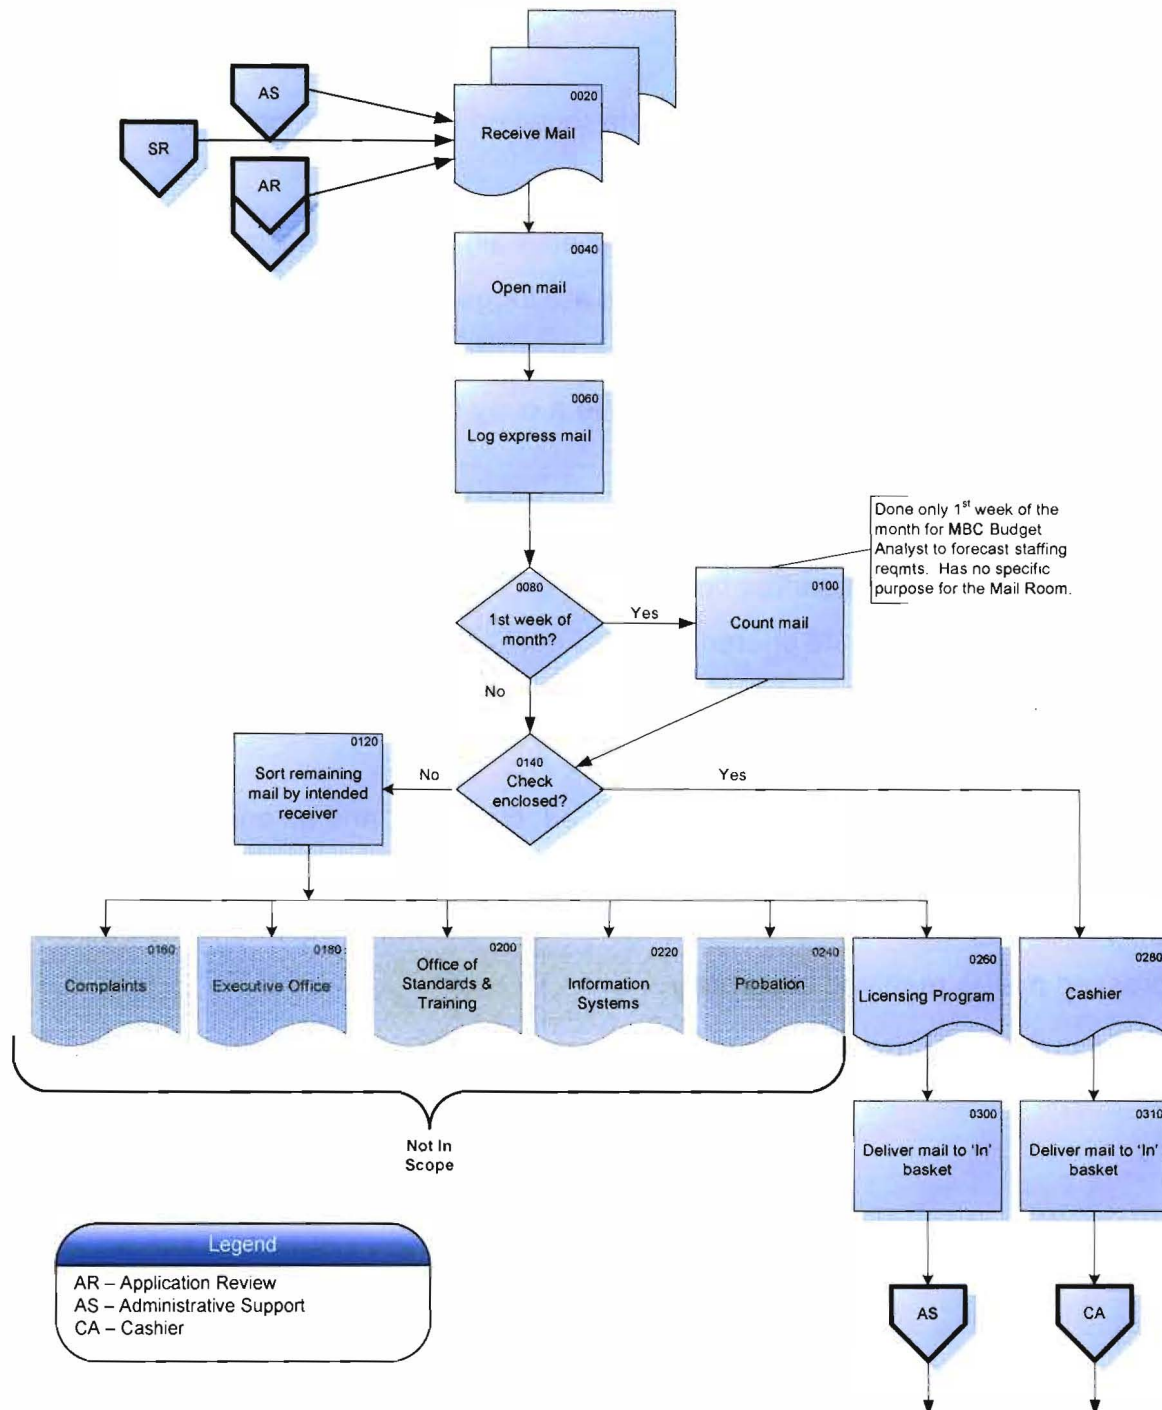 AS
0020
Receive Mail
SR
AR
0040
Open mail
0060
Log express mail
Done only 1st week of the
month for MBC Budget
Analyst to forecast staffing
reqmts. Has no specific
purpose for the Mail Room.
0080
1st week of
month?
Yes
0100
Count mail
No
0120
Sort remaining
mail by intended
receiver
No
0140
Check
enclosed?
Yes
0160
Complaints
0180
Executive Office
0200
Office of
Standards &
Training
0220
Information
Systems
0240
Probation
0260
Licensing Program
0280
Cashier
Not In
Scope
0300
Deliver mail to 'In'
basket
0310
Deliver mail to 'In'
basket
Legend
AR – Application Review
AS – Administrative Support
CA – Cashier
AS
CA